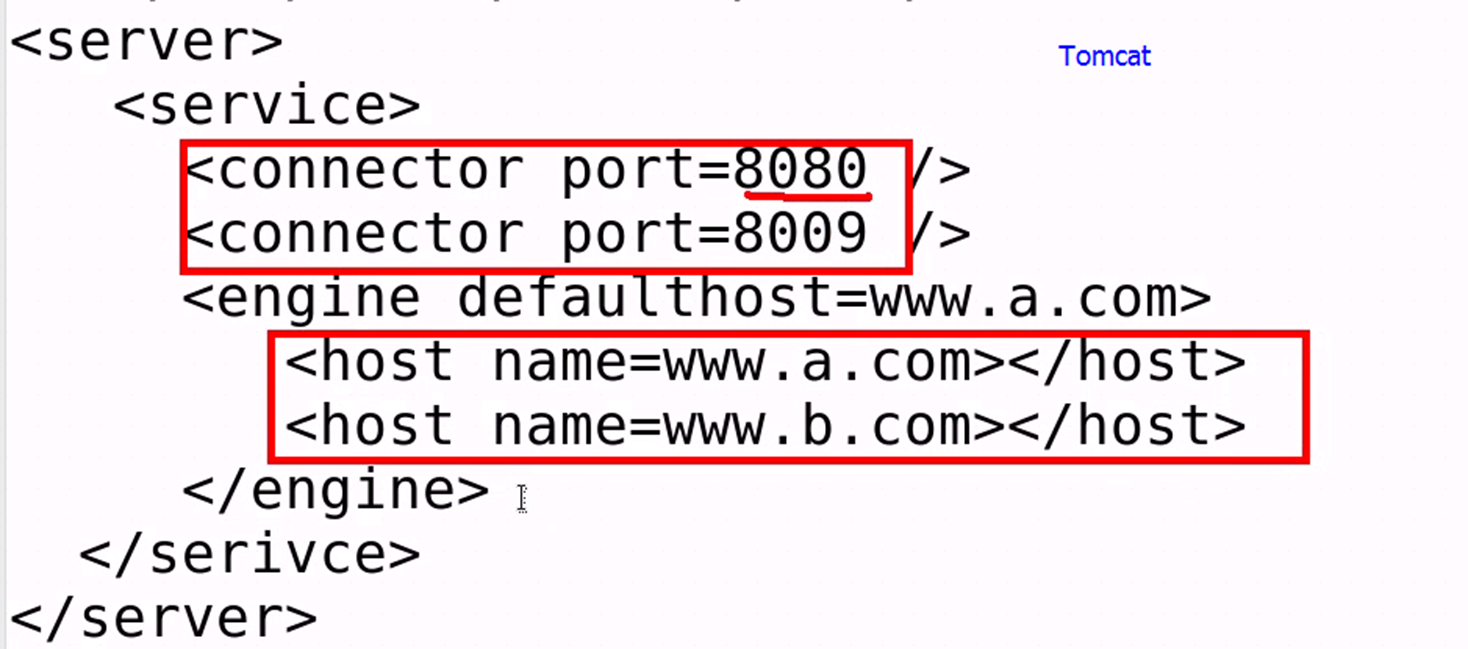 <server>
Tomcat
<service>
<connector port=8080 />
<connector port=8009 />
<engine defaulthost=www.a.com>
<host name=www.a.com></host>
<host name=www.b.com></host>
</engine>
</serivce>
</server>